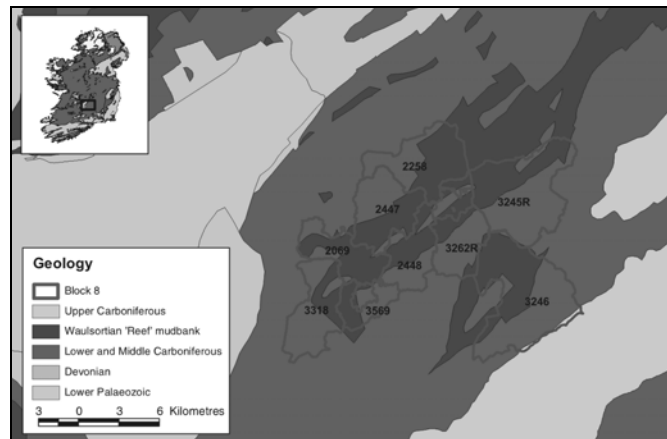 2258
2447
3245R
2069
2448
3262R
3318
3569
3246
Geology
Block 8
Upper Carboniferous
Waulsortian 'Reef' mudbank
Lower and Middle Carboniferous
Devonian
Lower Palaeozoic
3 0 3 6 Kilometres